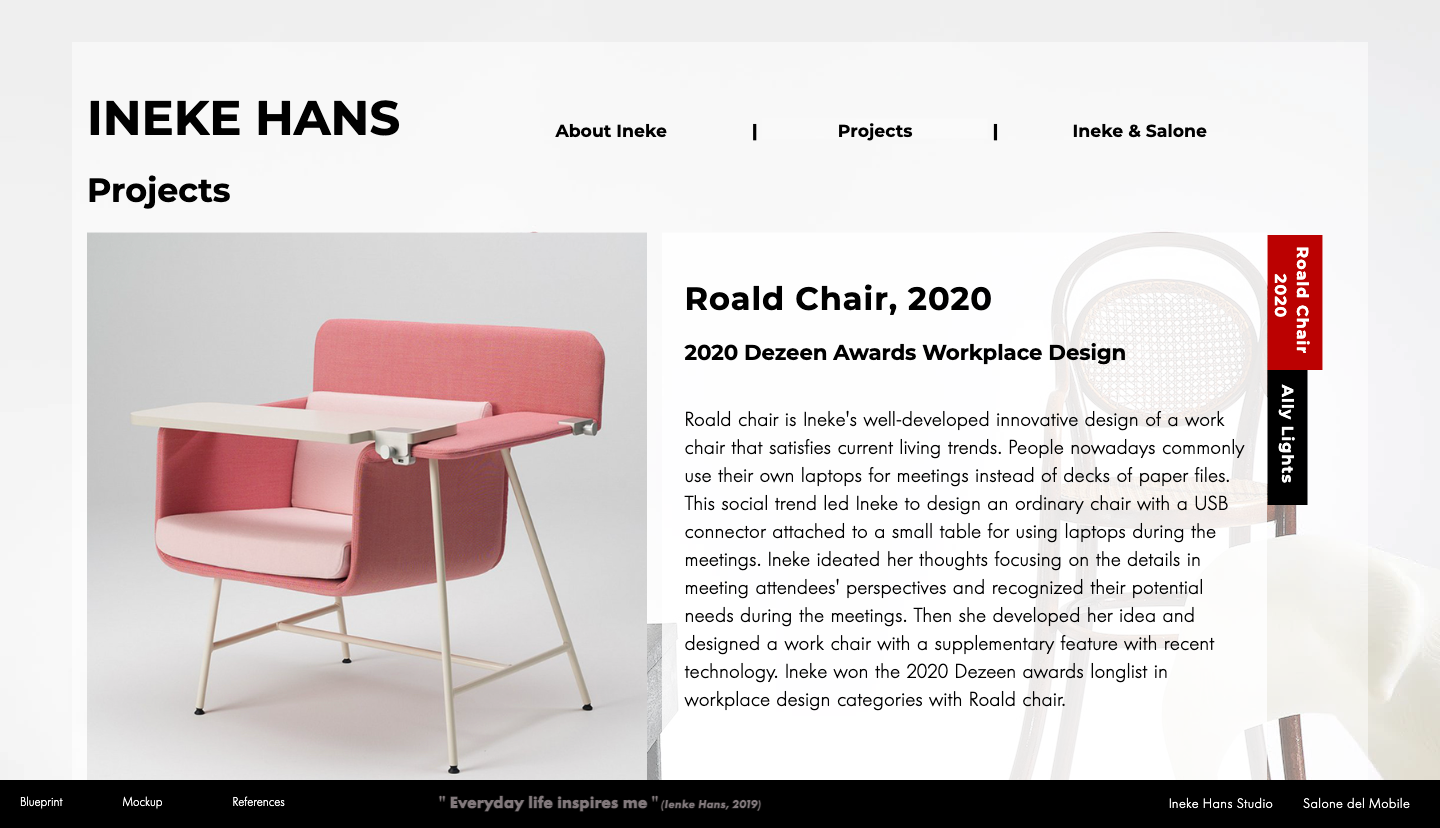 INEKE HANS
About Ineke | Projects | Ineke & Salone
Projects
Roald Chair, 2020
2020 Dezeen Awards Workplace Design
Roald chair is Ineke's well-developed innovative design of a work
chair that satisfies current living trends. People nowadays commonly
use their own laptops for meetings instead of decks of paper files.
This social trend led Ineke to design an ordinary chair with a USB
connector attached to a small table for using laptops during the
meetings. Ineke ideated her thoughts focusing on the details in
meeting attendees' perspectives and recognized their potential
needs during the meetings. Then she developed her idea and
designed a work chair with a supplementary feature with recent
technology. Ineke won the 2020 Dezeen awards longlist in
workplace design categories with Roald chair.
Roald Chair
2020
Ally Lights
Blueprint
Mockup
References
" Everyday life inspires me " (Ienke Hans, 2019)
Ineke Hans Studio
Salone del Mobile